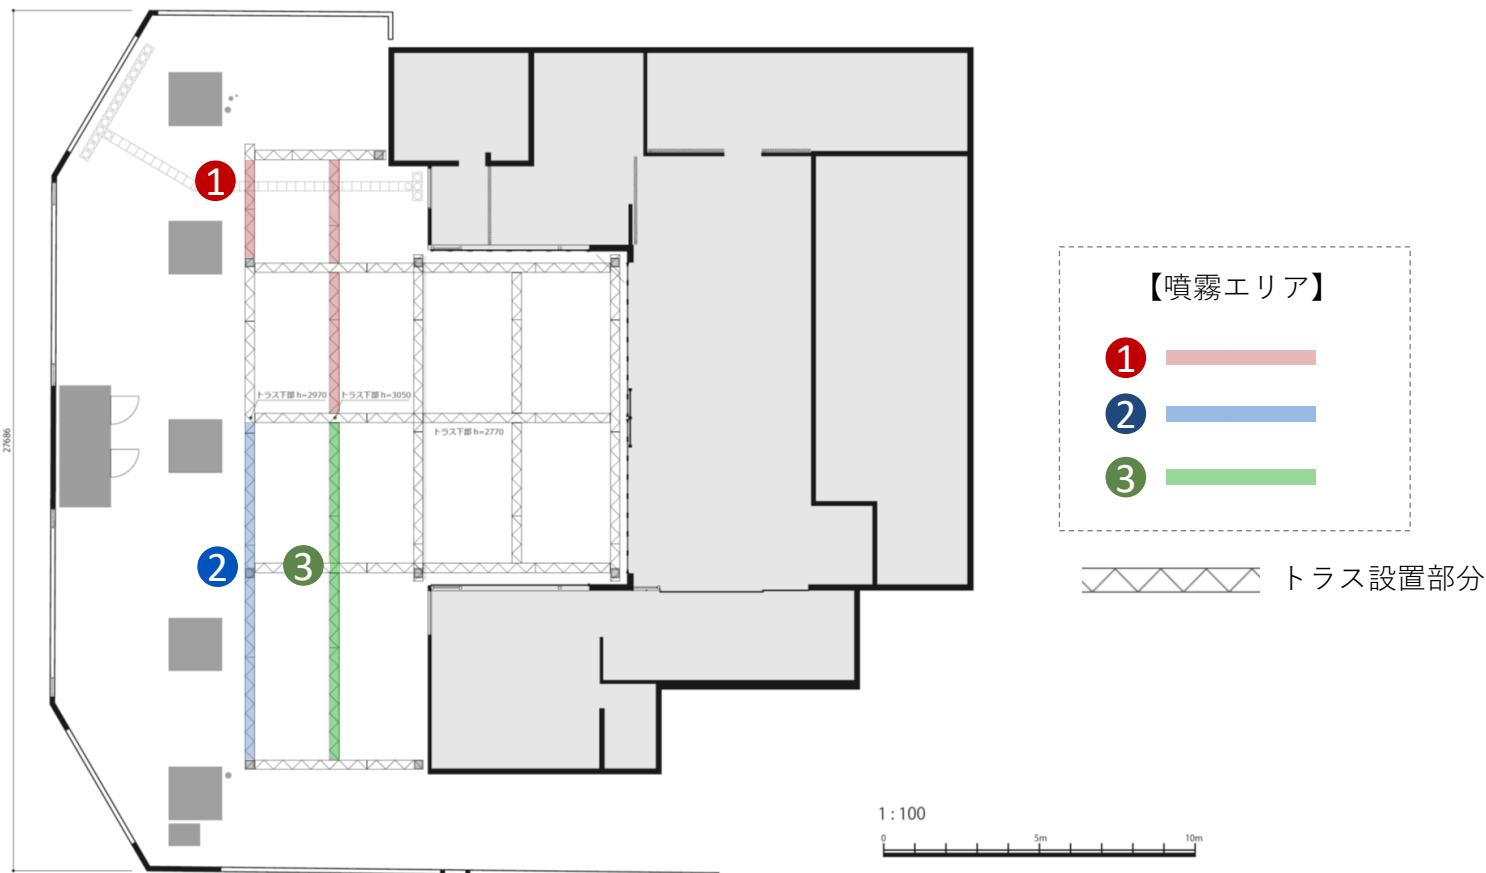 1
トラス下部 h=2970
トラス下部 h=3050
トラス下部 h=2770
27686
2
3
【噴霧エリア】
1
2
3
トラス設置部分
1 : 100
0
5m
10m